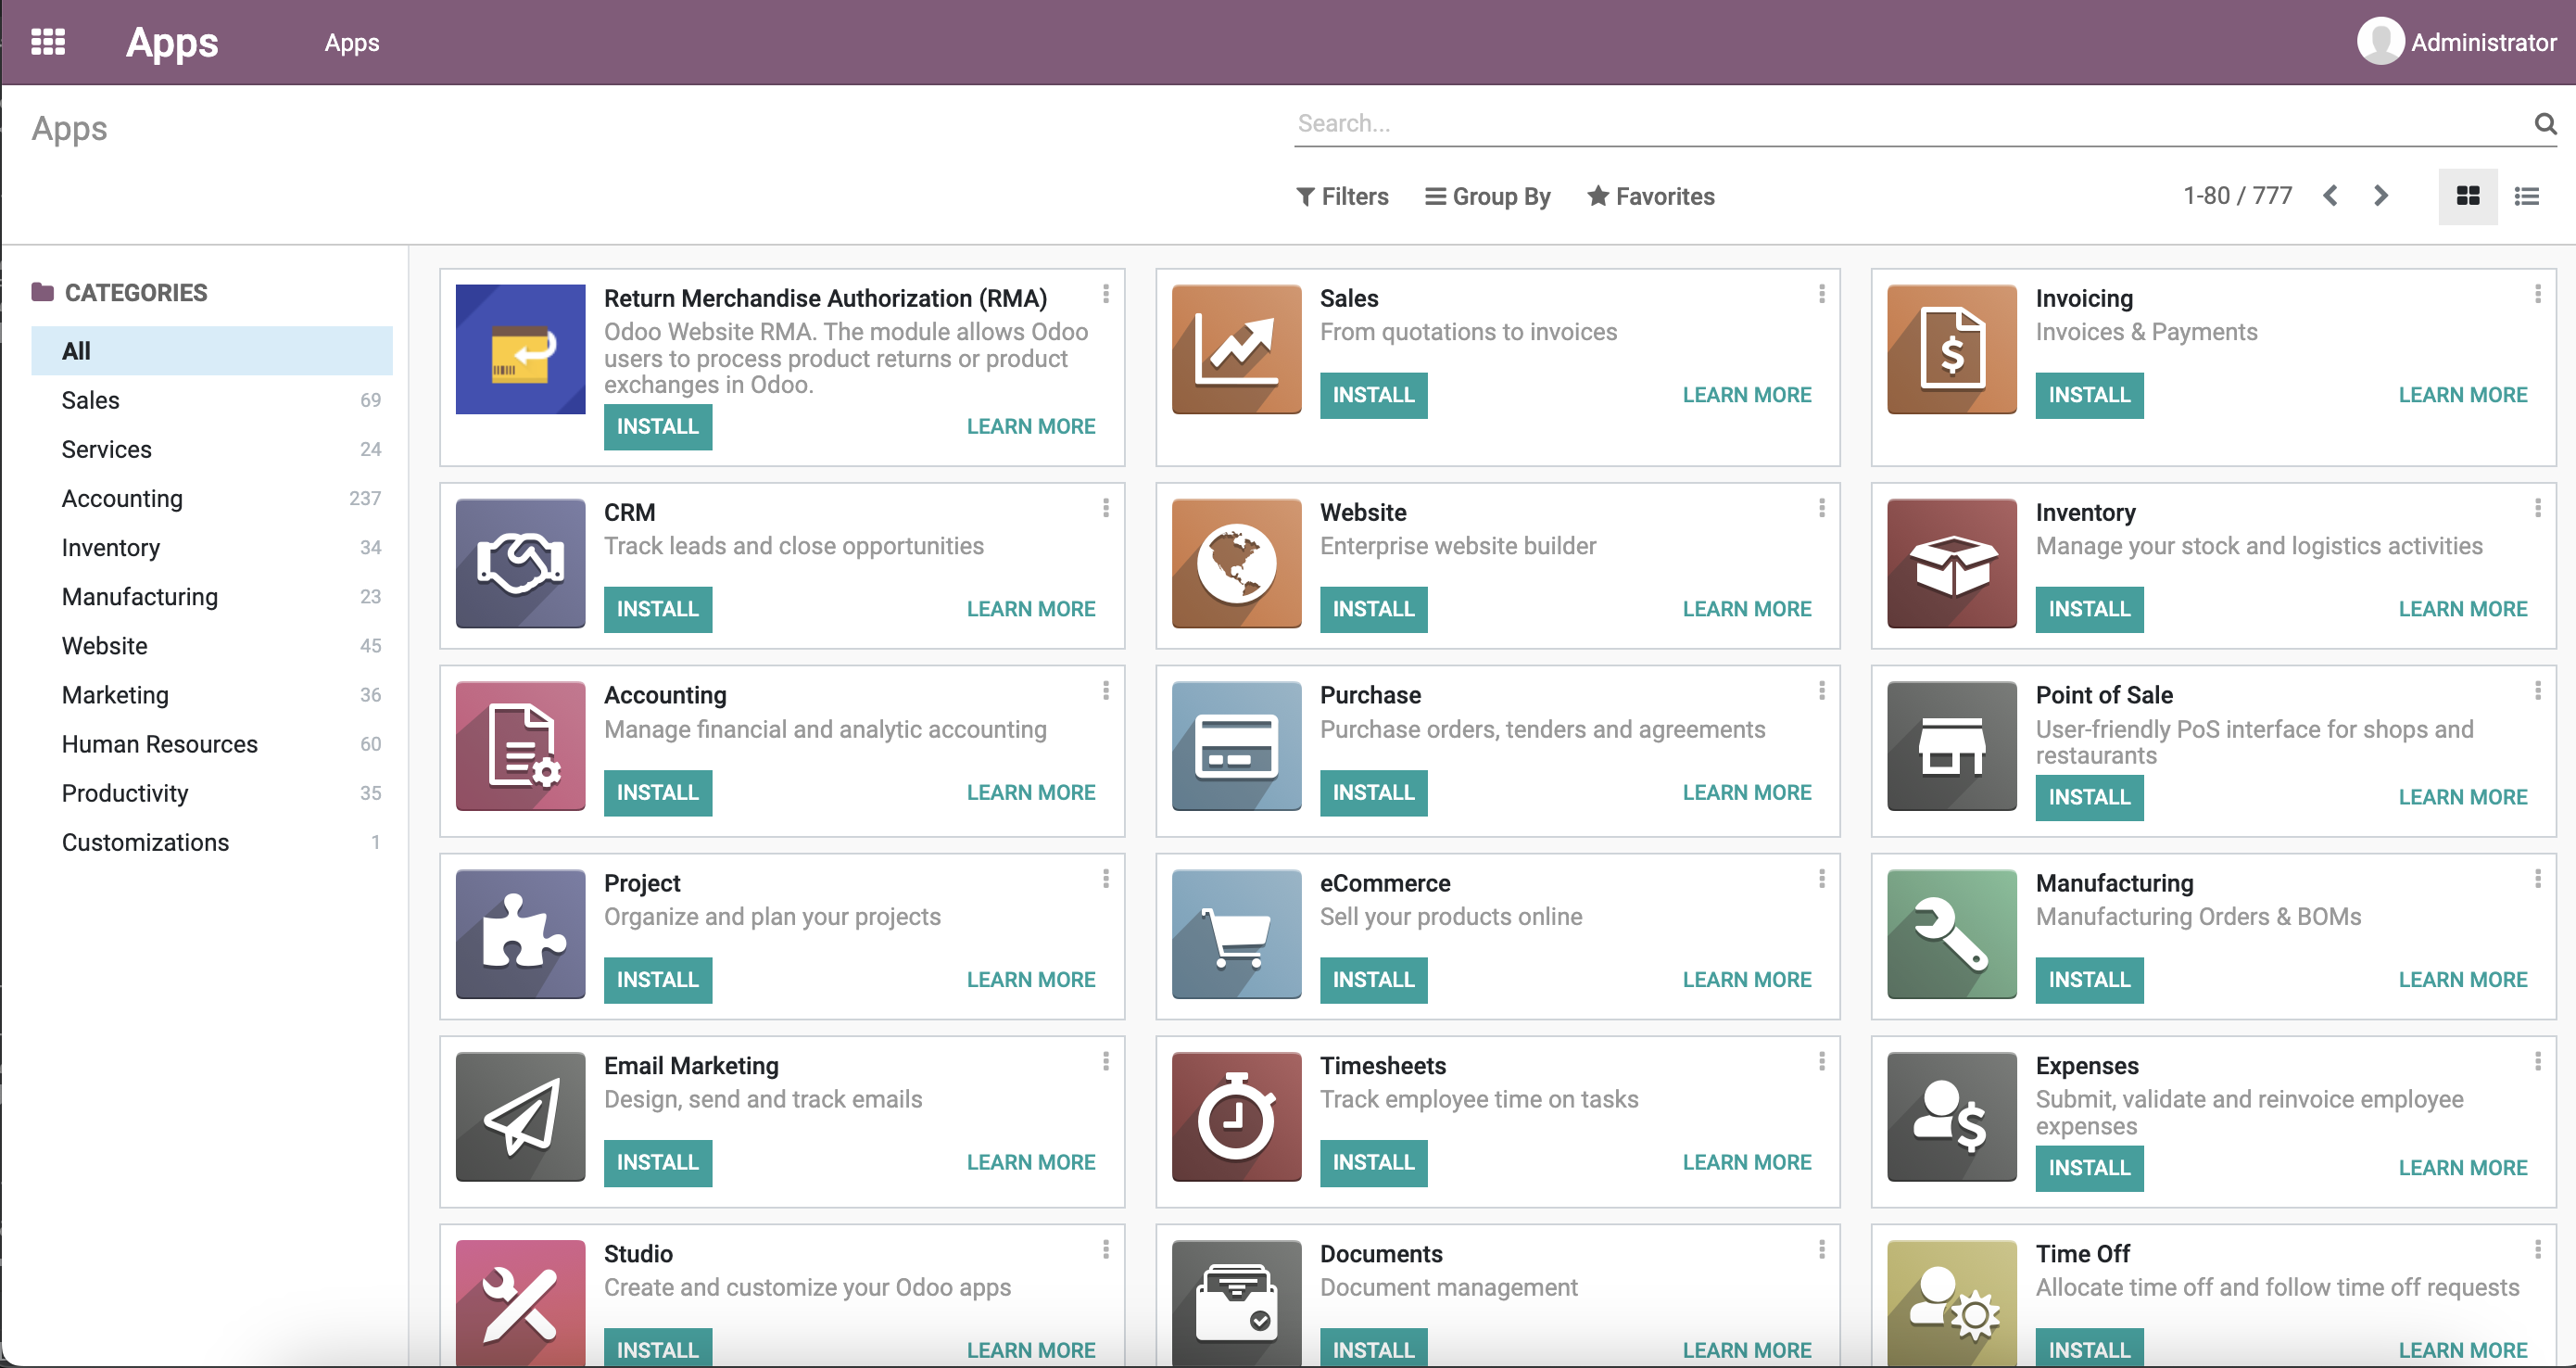 Apps
Apps
Administrator
Apps
Search...
Filters
Group By
Favorites
1-80 / 777
CATEGORIES
All
Sales 69
Services 24
Accounting 237
Inventory 34
Manufacturing 23
Website 45
Marketing 36
Human Resources 60
Productivity 35
Customizations 1
Return Merchandise Authorization (RMA)
Odoo Website RMA. The module allows Odoo
users to process product returns or product
exchanges in Odoo.
INSTALL
LEARN MORE
Sales
From quotations to invoices
INSTALL
LEARN MORE
Invoicing
Invoices & Payments
INSTALL
LEARN MORE
CRM
Track leads and close opportunities
INSTALL
LEARN MORE
Website
Enterprise website builder
INSTALL
LEARN MORE
Inventory
Manage your stock and logistics activities
INSTALL
LEARN MORE
Accounting
Manage financial and analytic accounting
INSTALL
LEARN MORE
Purchase
Purchase orders, tenders and agreements
INSTALL
LEARN MORE
Point of Sale
User-friendly PoS interface for shops and
restaurants
INSTALL
LEARN MORE
Project
Organize and plan your projects
INSTALL
LEARN MORE
eCommerce
Sell your products online
INSTALL
LEARN MORE
Manufacturing
Manufacturing Orders & BOMs
INSTALL
LEARN MORE
Email Marketing
Design, send and track emails
INSTALL
LEARN MORE
Timesheets
Track employee time on tasks
INSTALL
LEARN MORE
Expenses
Submit, validate and reinvoice employee
expenses
INSTALL
LEARN MORE
Studio
Create and customize your Odoo apps
INSTALL
LEARN MORE
Documents
Document management
INSTALL
LEARN MORE
Time Off
Allocate time off and follow time off requests
INSTALL
LEARN MORE